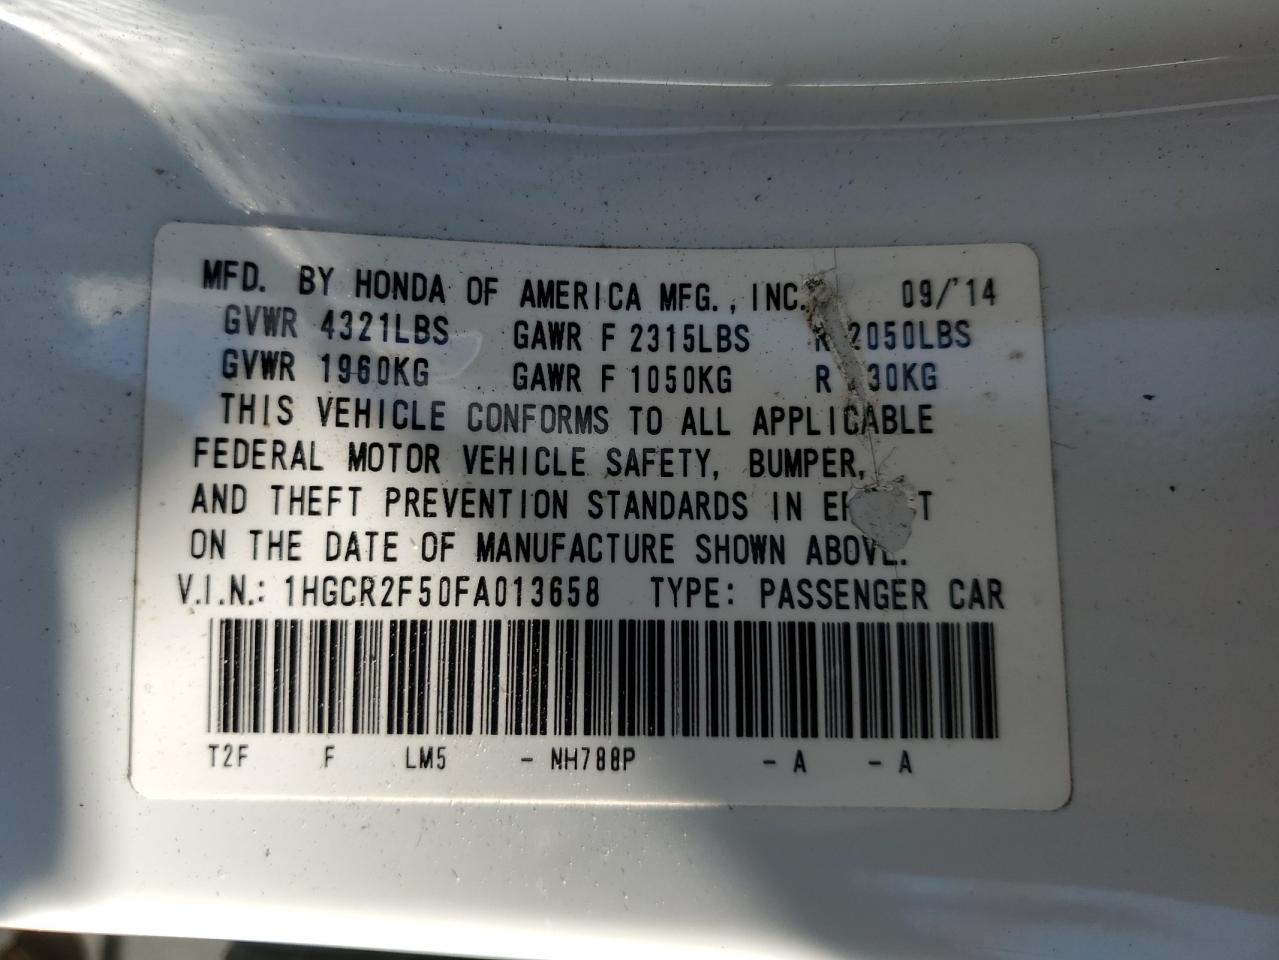 MFD. BY HONDA OF AMERICA MFG., INC. 09/'14
GVWR 4321LBS GAWR F 2315LBS R 2050LBS
GVWR 1960KG GAWR F 1050KG R
THIS VEHICLE CONFORMS TO ALL APPLICABLE
FEDERAL MOTOR VEHICLE SAFETY, BUMPER,
AND THEFT PREVENTION STANDARDS IN
ON THE DATE OF MANUFACTURE SHOWN ABOVE.
V.I.N.: 1HGCR2F50FA013658 TYPE: PASSENGER CAR
T2F F LM5 - NH788P - A - A